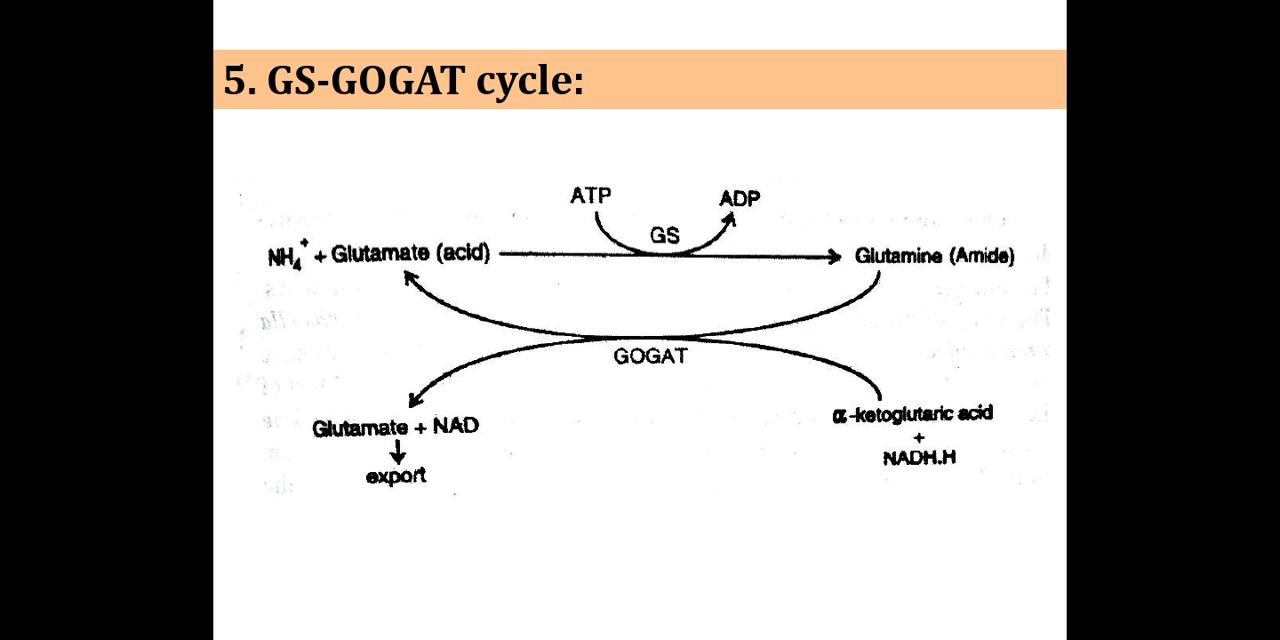 5. GS-GOGAT cycle:
ATP ADP
GS
NH₄⁺ + Glutamate (acid) Glutamine (Amide)
GOGAT
Glutamate + NAD
export
α-ketoglutaric acid
+
NADH.H